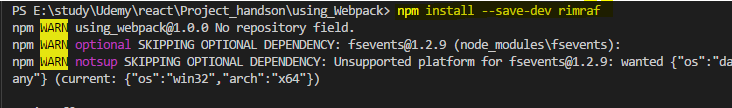 PS E:\study\Udemy\react\Project_handson\using_Webpack> npm install --save-dev rimraf
npm WARN using_webpack@1.0.0 No repository field.
npm WARN optional SKIPPING OPTIONAL DEPENDENCY: fsevents@1.2.9 (node_modules\fsevents):
npm WARN notsup SKIPPING OPTIONAL DEPENDENCY: Unsupported platform for fsevents@1.2.9: wanted {"os":"da
any"} (current: {"os":"win32","arch":"x64"})